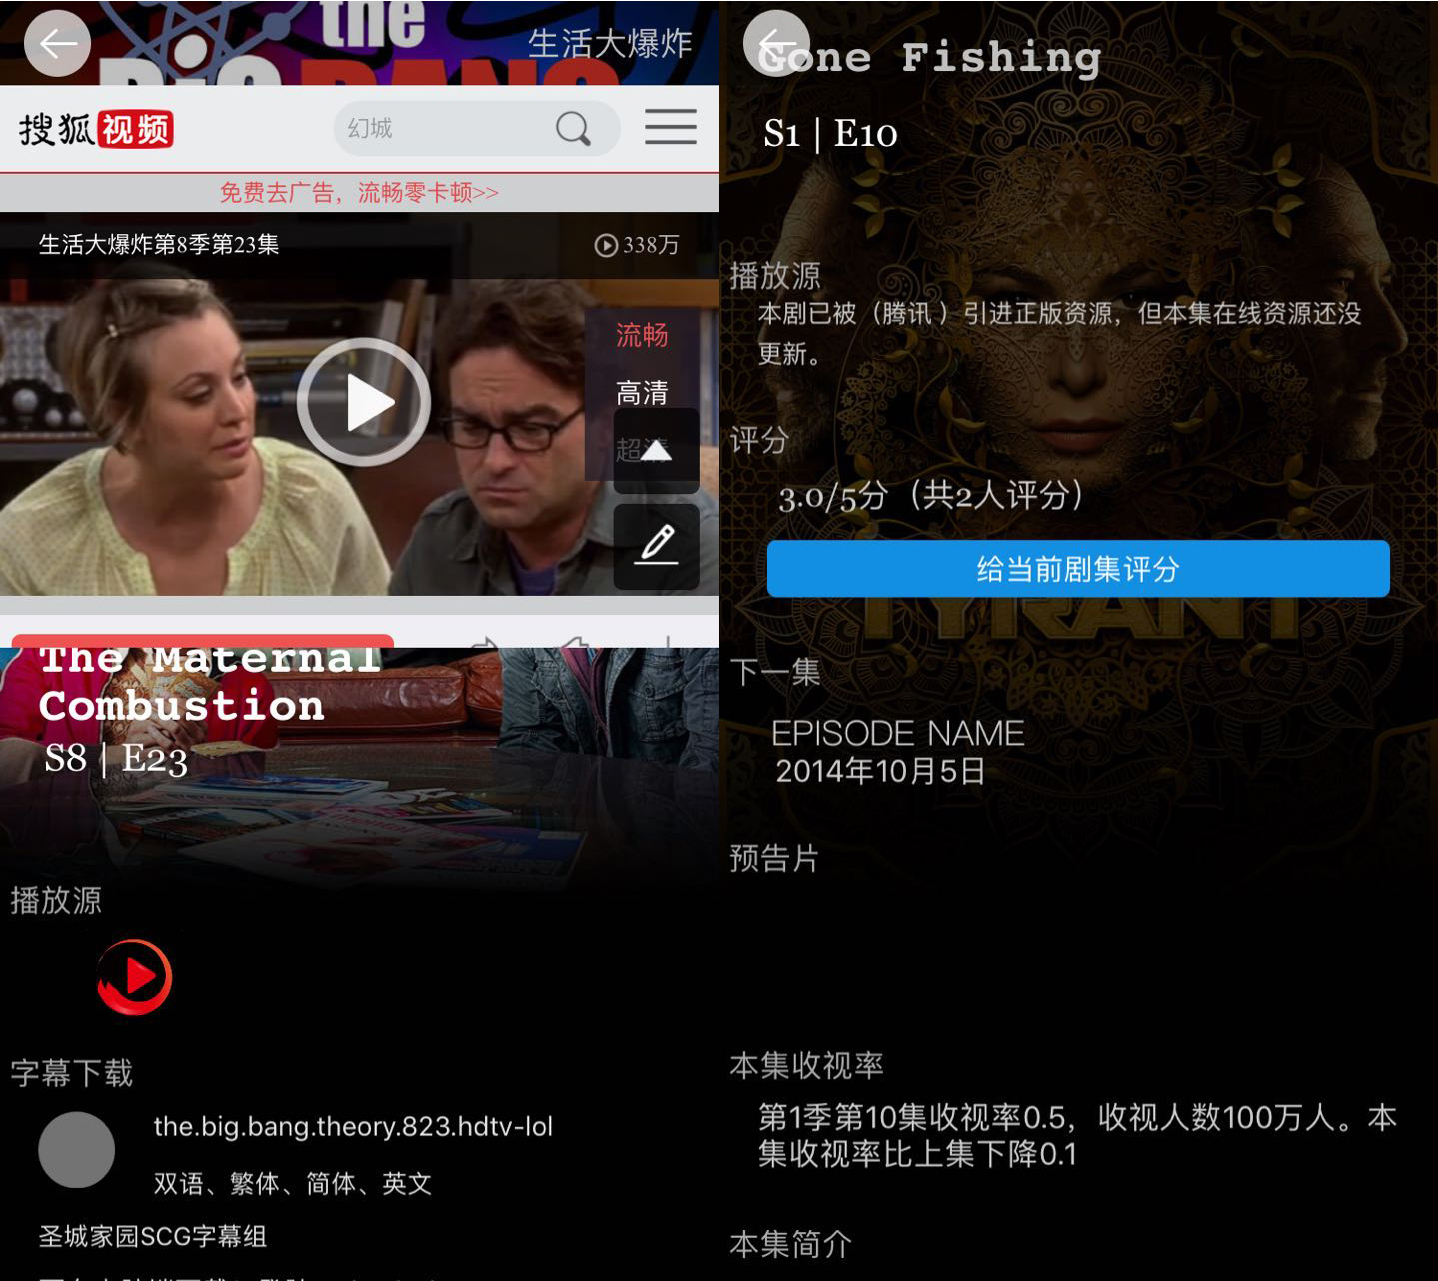 the
BIG BANG
生活大爆炸
搜狐视频
幻城
免费去广告，流畅零卡顿>>
生活大爆炸第8季第23集
338万
流畅
高清
超清
The Maternal
Combustion
S8 | E23
播放源
字幕下载
the.big.bang.theory.823.hdtv-lol
双语、繁体、简体、英文
圣城家园SCG字幕组
Gone Fishing
S1 | E10
播放源
本剧已被（腾讯 ）引进正版资源，但本集在线资源还没
更新。
评分
3.0/5分（共2人评分）
给当前剧集评分
TYRANT
下一集
EPISODE NAME
2014年10月5日
预告片
本集收视率
第1季第10集收视率0.5，收视人数100万人。本
集收视率比上集下降0.1
本集简介